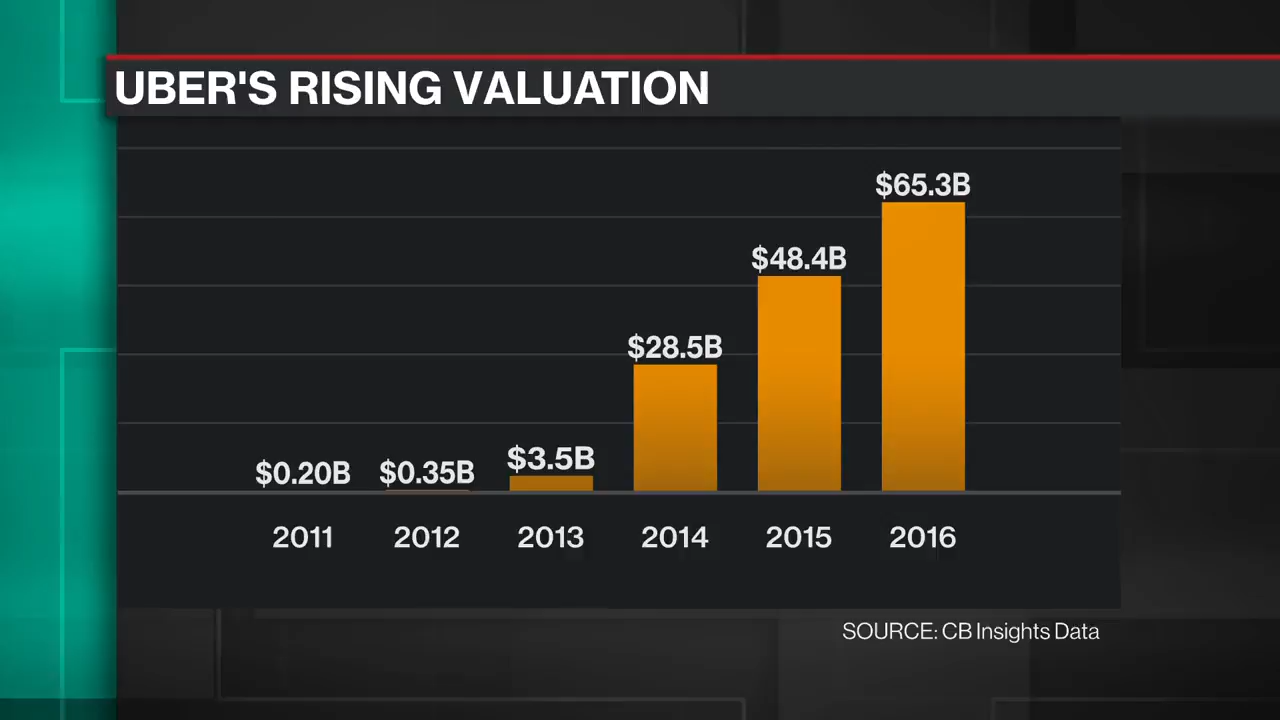 UBER'S RISING VALUATION
$65.3B
$48.4B
$28.5B
$3.5B
$0.20B $0.35B
2011 2012 2013 2014 2015 2016
SOURCE: CB Insights Data